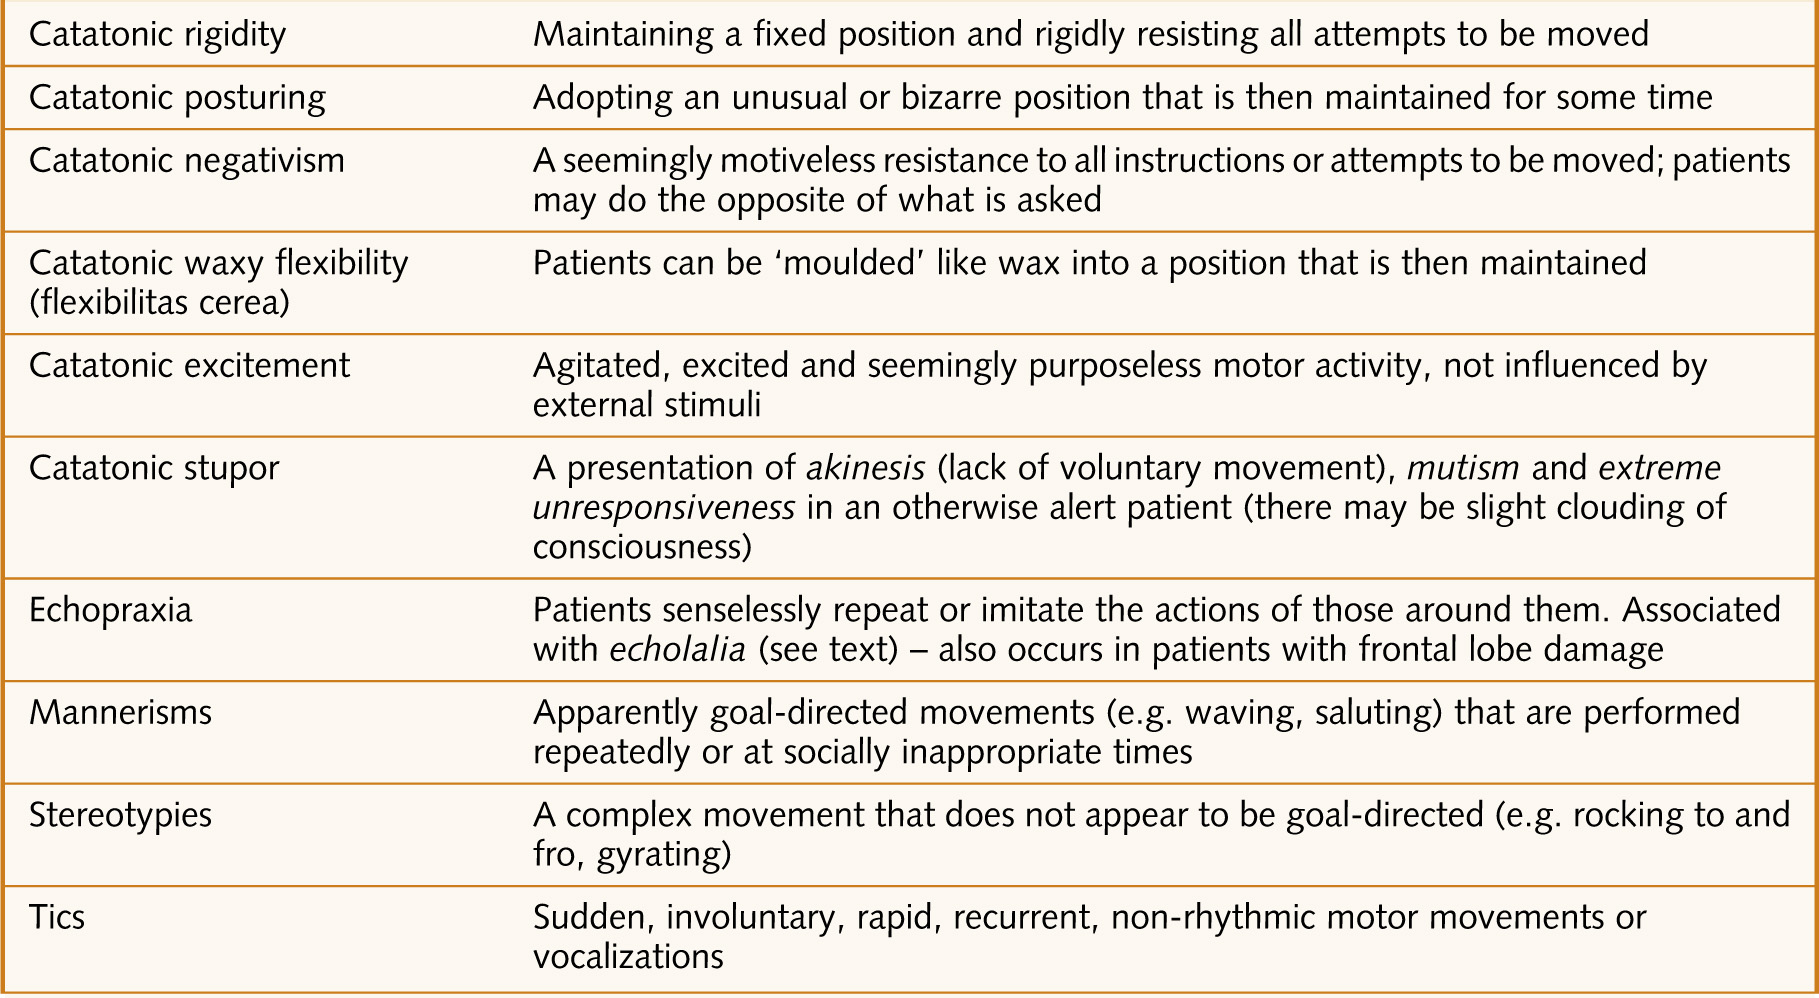 Catatonic rigidity
Maintaining a fixed position and rigidly resisting all attempts to be moved
Catatonic posturing
Adopting an unusual or bizarre position that is then maintained for some time
Catatonic negativism
A seemingly motiveless resistance to all instructions or attempts to be moved; patients
may do the opposite of what is asked
Catatonic waxy flexibility
(flexibilitas cerea)
Patients can be ‘moulded’ like wax into a position that is then maintained
Catatonic excitement
Agitated, excited and seemingly purposeless motor activity, not influenced by
external stimuli
Catatonic stupor
A presentation of akinesis (lack of voluntary movement), mutism and extreme
unresponsiveness in an otherwise alert patient (there may be slight clouding of
consciousness)
Echopraxia
Patients senselessly repeat or imitate the actions of those around them. Associated
with echolalia (see text) – also occurs in patients with frontal lobe damage
Mannerisms
Apparently goal-directed movements (e.g. waving, saluting) that are performed
repeatedly or at socially inappropriate times
Stereotypies
A complex movement that does not appear to be goal-directed (e.g. rocking to and
fro, gyrating)
Tics
Sudden, involuntary, rapid, recurrent, non-rhythmic motor movements or
vocalizations